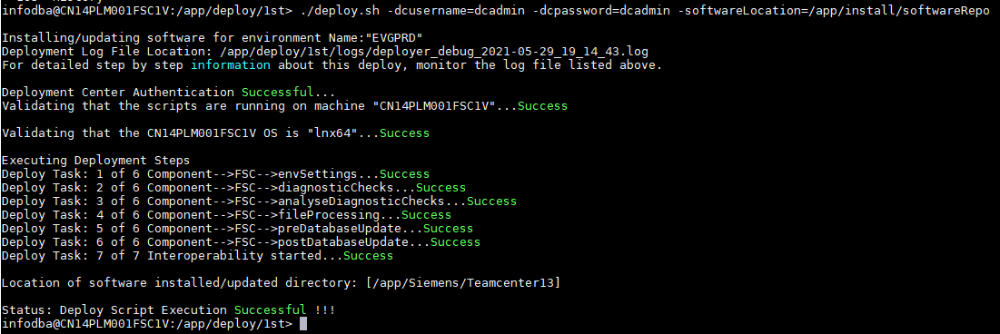 infodba@CN14PLM001FSC1V:/app/deploy/1st> ./deploy.sh -dcusername=dcadmin -dcpassword=dcadmin -softwareLocation=/app/install/softwareRepo
Installing/updating software for environment Name:"EVGPRD"
Deployment Log File Location: /app/deploy/1st/logs/deployer_debug_2021-05-29_19_14_43.log
For detailed step by step information about this deploy, monitor the log file listed above.
Deployment Center Authentication Successful...
Validating that the scripts are running on machine "CN14PLM001FSC1V"...Success
Validating that the CN14PLM001FSC1V OS is "lnx64"...Success
Executing Deployment Steps
Deploy Task: 1 of 6 Component-->FSC-->envSettings...Success
Deploy Task: 2 of 6 Component-->FSC-->diagnosticChecks...Success
Deploy Task: 3 of 6 Component-->FSC-->analyseDiagnosticChecks...Success
Deploy Task: 4 of 6 Component-->FSC-->fileProcessing...Success
Deploy Task: 5 of 6 Component-->FSC-->preDatabaseUpdate...Success
Deploy Task: 6 of 6 Component-->FSC-->postDatabaseUpdate...Success
Deploy Task: 7 of 7 Interoperability started...Success
Location of software installed/updated directory: [/app/Siemens/Teamcenter13]
Status: Deploy Script Execution Successful !!!
infodba@CN14PLM001FSC1V:/app/deploy/1st>